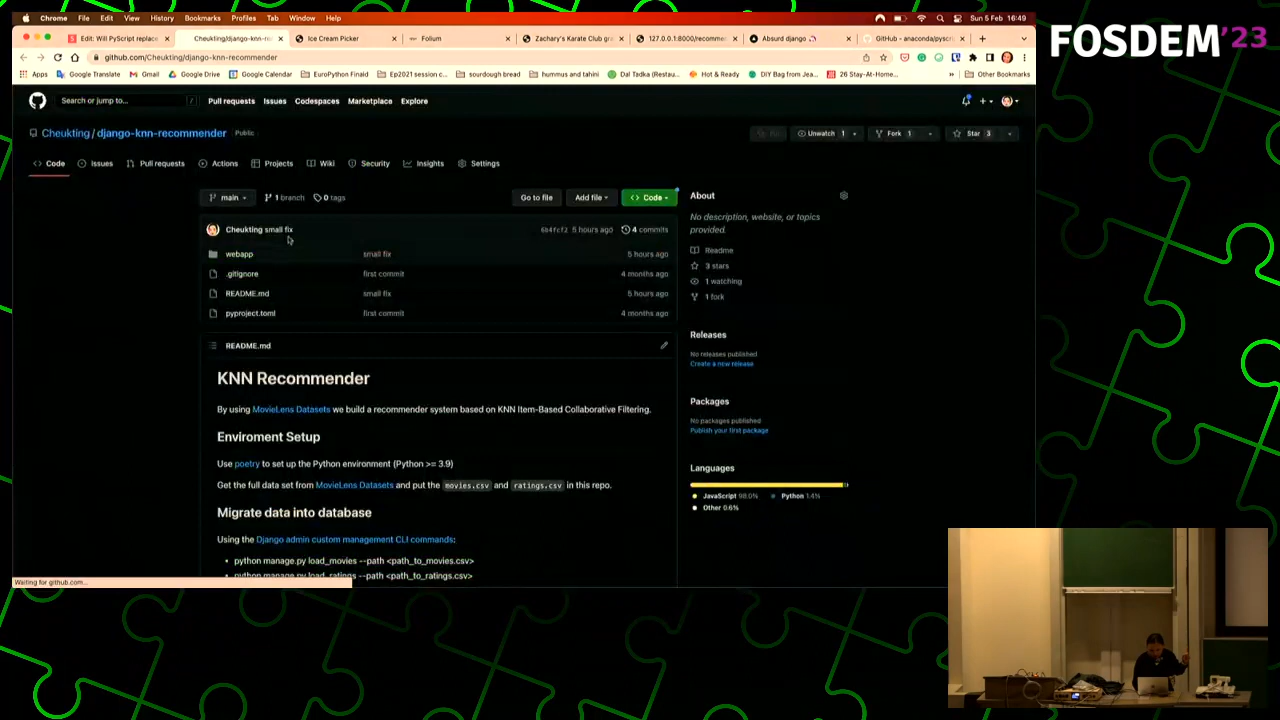 Chrome File Edit View History Bookmarks Profiles Tab Window Help Sun 5 Feb 16:49
FOSDEM'23
Edit: Will PyScript replace Cheukting/django-knn-re Ice Cream Picker Folium Zachary's Karate Club gr 127.0.0.1:8000/recomme Absurd django GitHub - anaconda/pysc
github.com/Cheukting/django-knn-recommender
Apps Google Translate Gmail Google Drive Google Calendar EuroPython Finaid Ep2021 session c... sourdough bread hummus and tahini Dal Tadka (Restau... Hot & Ready DIY Bag from Jea... 26 Stay-At-Home... » Other Bookmarks
Search or jump to... / Pull requests Issues Codespaces Marketplace Explore
Cheukting / django-knn-recommender Public
Unwatch 1 Fork 1 Star 3
Code Issues Pull requests Actions Projects Wiki Security Insights Settings
main 1 branch 0 tags Go to file Add file Code
About
No description, website, or topics
provided.
Cheukting small fix 6b4fcf2 5 hours ago 4 commits
webapp small fix 5 hours ago
.gitignore first commit 4 months ago
README.md small fix 5 hours ago
pyproject.toml first commit 4 months ago
Readme
3 stars
1 watching
1 fork
Releases
No releases published
Create a new release
README.md
KNN Recommender
By using MovieLens Datasets we build a recommender system based on KNN Item-Based Collaborative Filtering.
Enviroment Setup
Use poetry to set up the Python environment (Python >= 3.9)
Get the full data set from MovieLens Datasets and put the movies.csv and ratings.csv in this repo.
Migrate data into database
Using the Django admin custom management CLI commands:
• python manage.py load_movies --path <path_to_movies.csv>
• python manage.py load_ratings --path <path_to_ratings.csv>
Packages
No packages published
Publish your first package
Languages
JavaScript 98.0% Python 1.4%
Other 0.6%
Waiting for github.com...